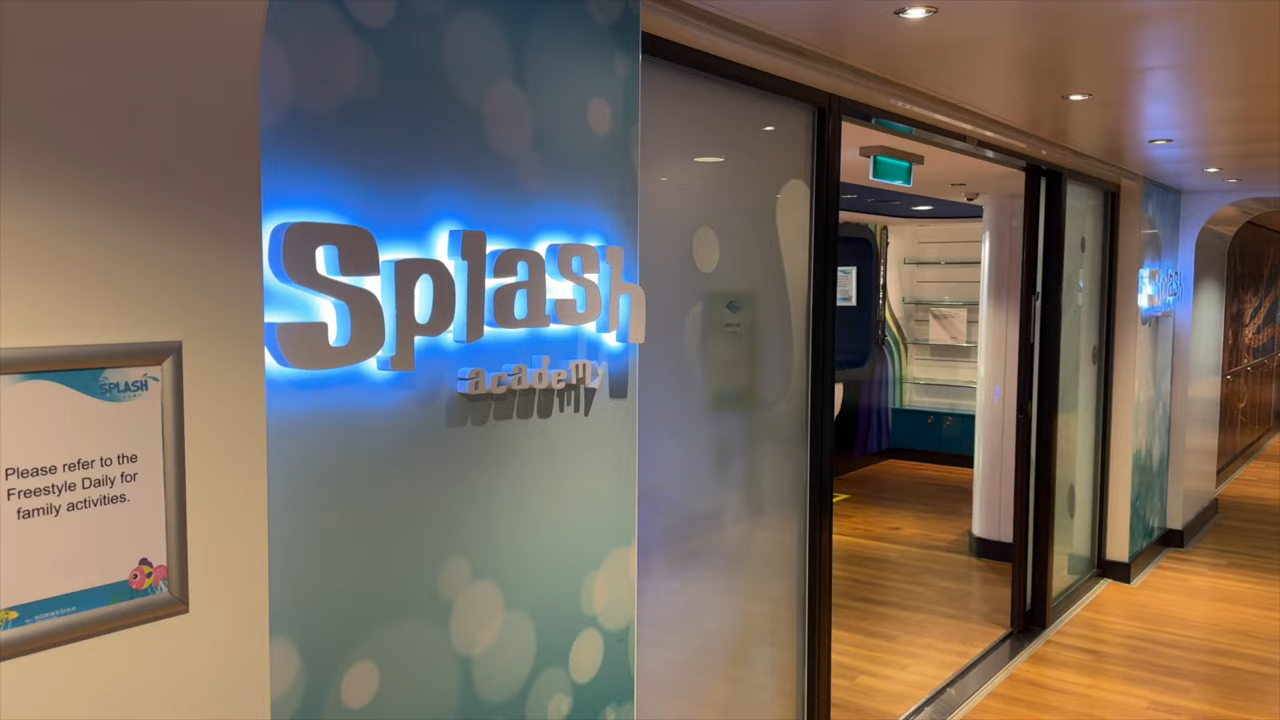 SPLASH
Please refer to the
Freestyle Daily for
family activities.
NORWEGIAN
Splash
academy
Splash